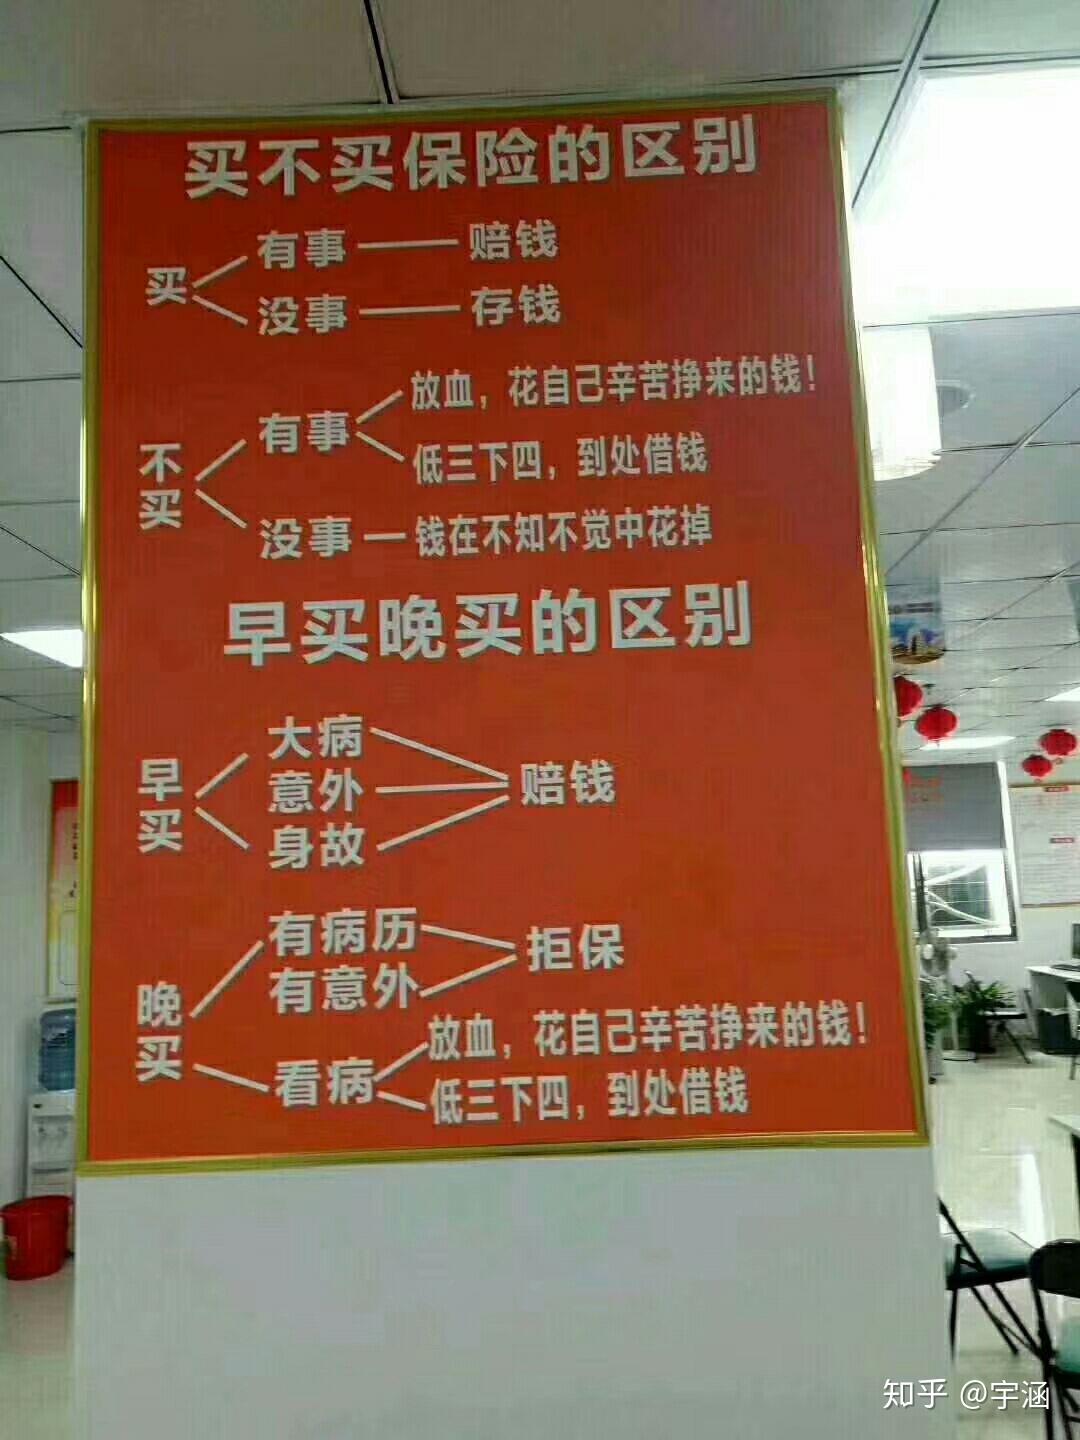 买不买保险的区别
买
有事
赔钱
没事
存钱
不买
有事
放血，花自己辛苦挣来的钱！
低三下四，到处借钱
没事
钱在不知不觉中花掉
早买晚买的区别
早买
大病
意外
身故
赔钱
晚买
有病历
有意外
拒保
看病
放血，花自己辛苦挣来的钱！
低三下四，到处借钱
知乎 @宇涵